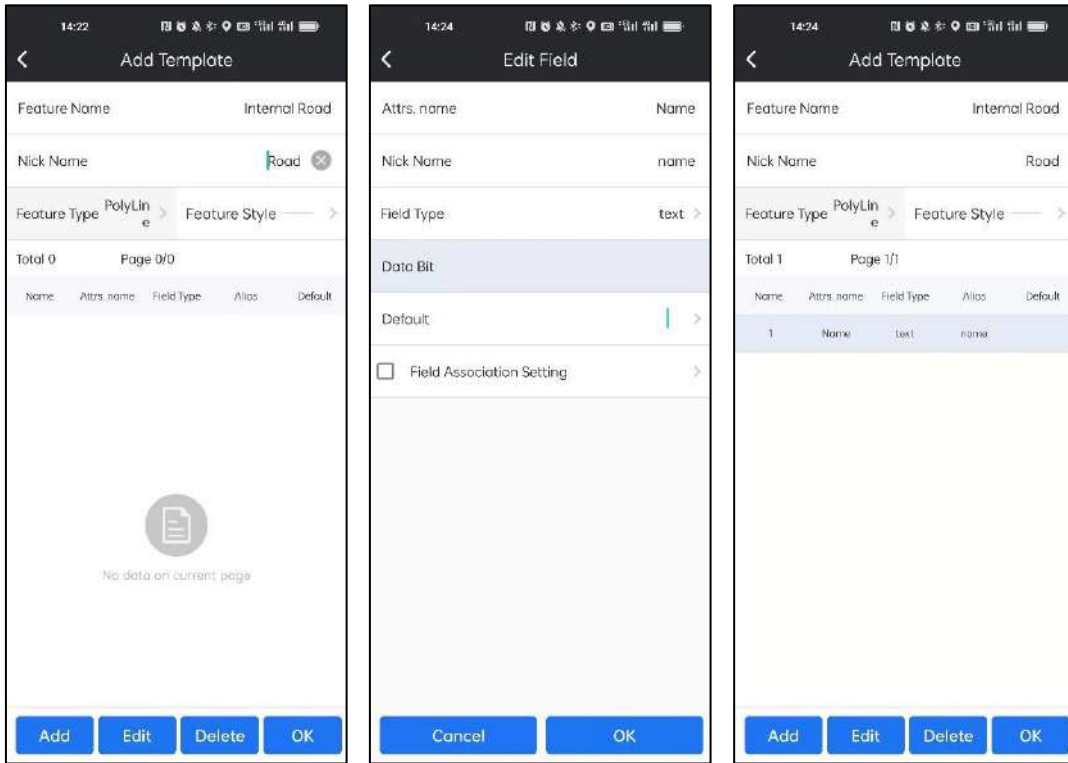 14:22
Add Template
Feature Name Internal Road
Nick Name Road
Feature Type PolyLin
e Feature Style
Total 0 Page 0/0
Name Attrs. name Field Type Alias Default
No data on current page
Add Edit Delete OK
14:24
Edit Field
Attrs. name Name
Nick Name name
Field Type text
Data Bit
Default
Field Association Setting
Cancel OK
14:24
Add Template
Feature Name Internal Road
Nick Name Road
Feature Type PolyLin
e Feature Style
Total 1 Page 1/1
Name Attrs. name Field Type Alias Default
1 Name text name
Add Edit Delete OK